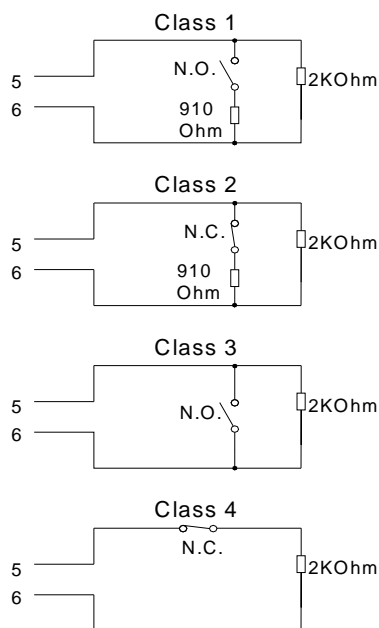 Class 1
N.O.
5
2KOhm
6
910
Ohm
Class 2
N.C.
5
2KOhm
6
910
Ohm
Class 3
5
N.O.
2KOhm
6
Class 4
N.C.
5
2KOhm
6